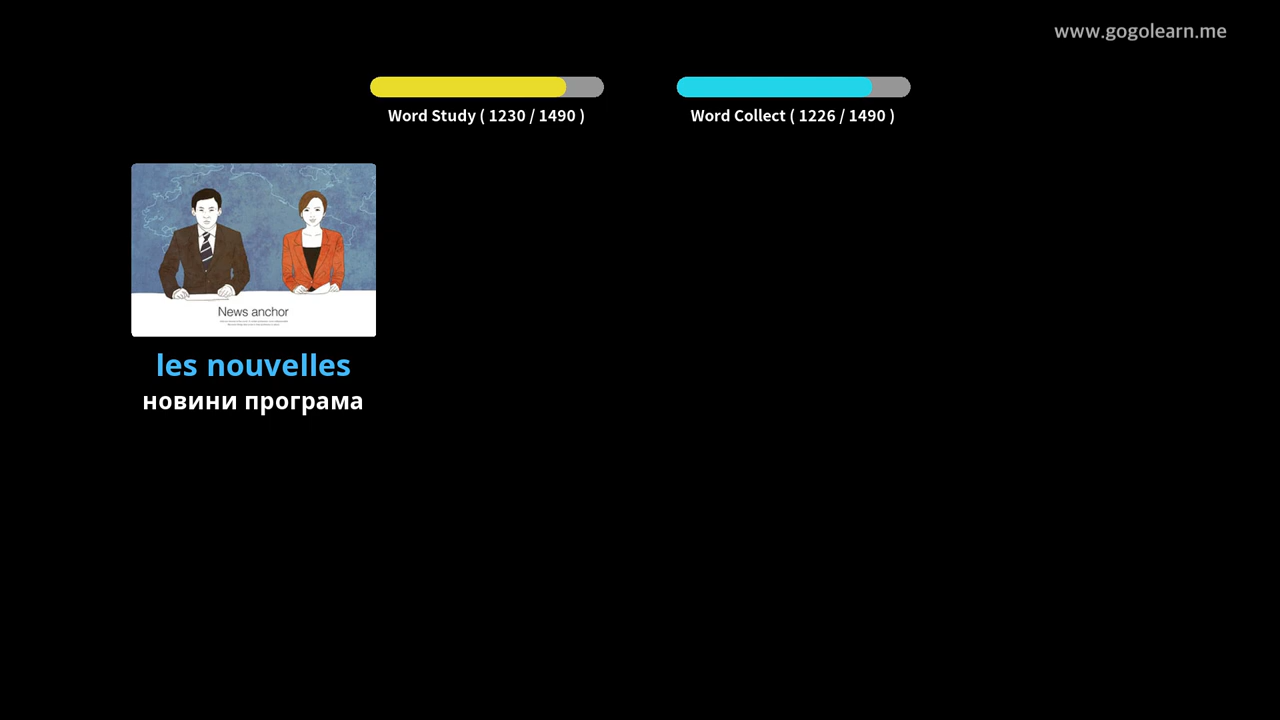 www.gogolearn.me
Word Study ( 1230 / 1490 )
Word Collect ( 1226 / 1490 )
News anchor
les nouvelles
новини програма